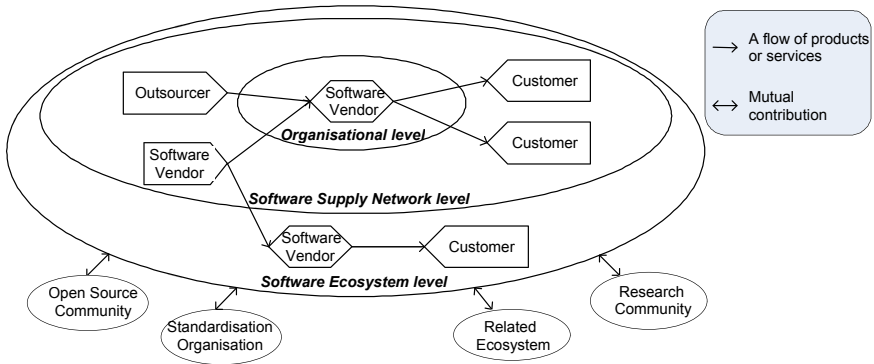 A flow of products
or services
Mutual
contribution
Outsourcer
Software
Vendor
Customer
Organisational level
Customer
Software
Vendor
Software Supply Network level
Software
Vendor
Customer
Software Ecosystem level
Open Source
Community
Standardisation
Organisation
Related
Ecosystem
Research
Community